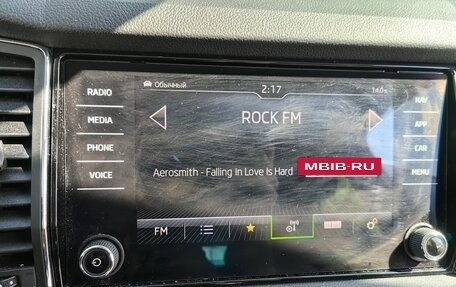 RADIO
MEDIA
PHONE
VOICE
Обычный
2:17
ROCK FM
Aerosmith - Falling In Love Is Hard
MBIB-RU
FM
NAV
APP
CAR
MENU